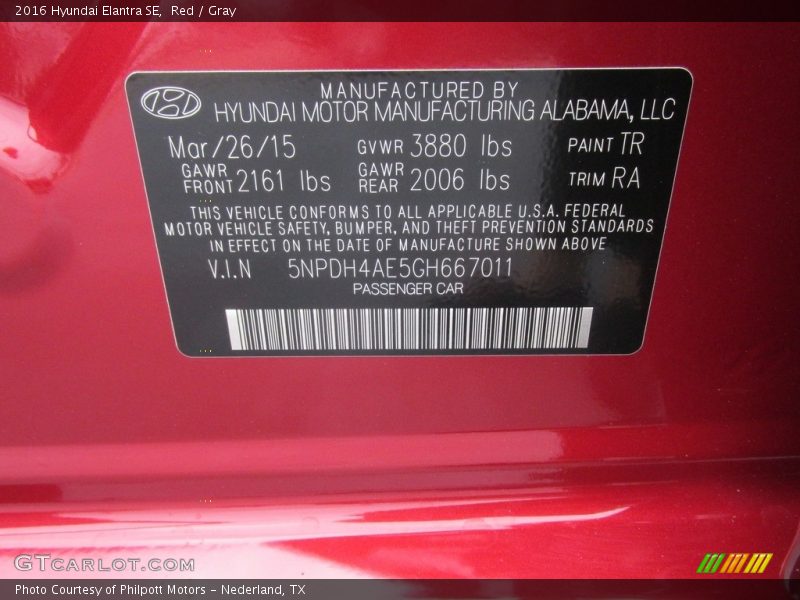 2016 Hyundai Elantra SE, Red / Gray
MANUFACTURED BY
HYUNDAI MOTOR MANUFACTURING ALABAMA, LLC
Mar/26/15 GVWR 3880 lbs PAINT TR
GAWR FRONT 2161 lbs GAWR REAR 2006 lbs TRIM RA
THIS VEHICLE CONFORMS TO ALL APPLICABLE U.S.A. FEDERAL
MOTOR VEHICLE SAFETY, BUMPER, AND THEFT PREVENTION STANDARDS
IN EFFECT ON THE DATE OF MANUFACTURE SHOWN ABOVE
V.I.N 5NPDH4AE5GH667011
PASSENGER CAR
GTCARLOT.COM
Photo Courtesy of Philpott Motors - Nederland, TX